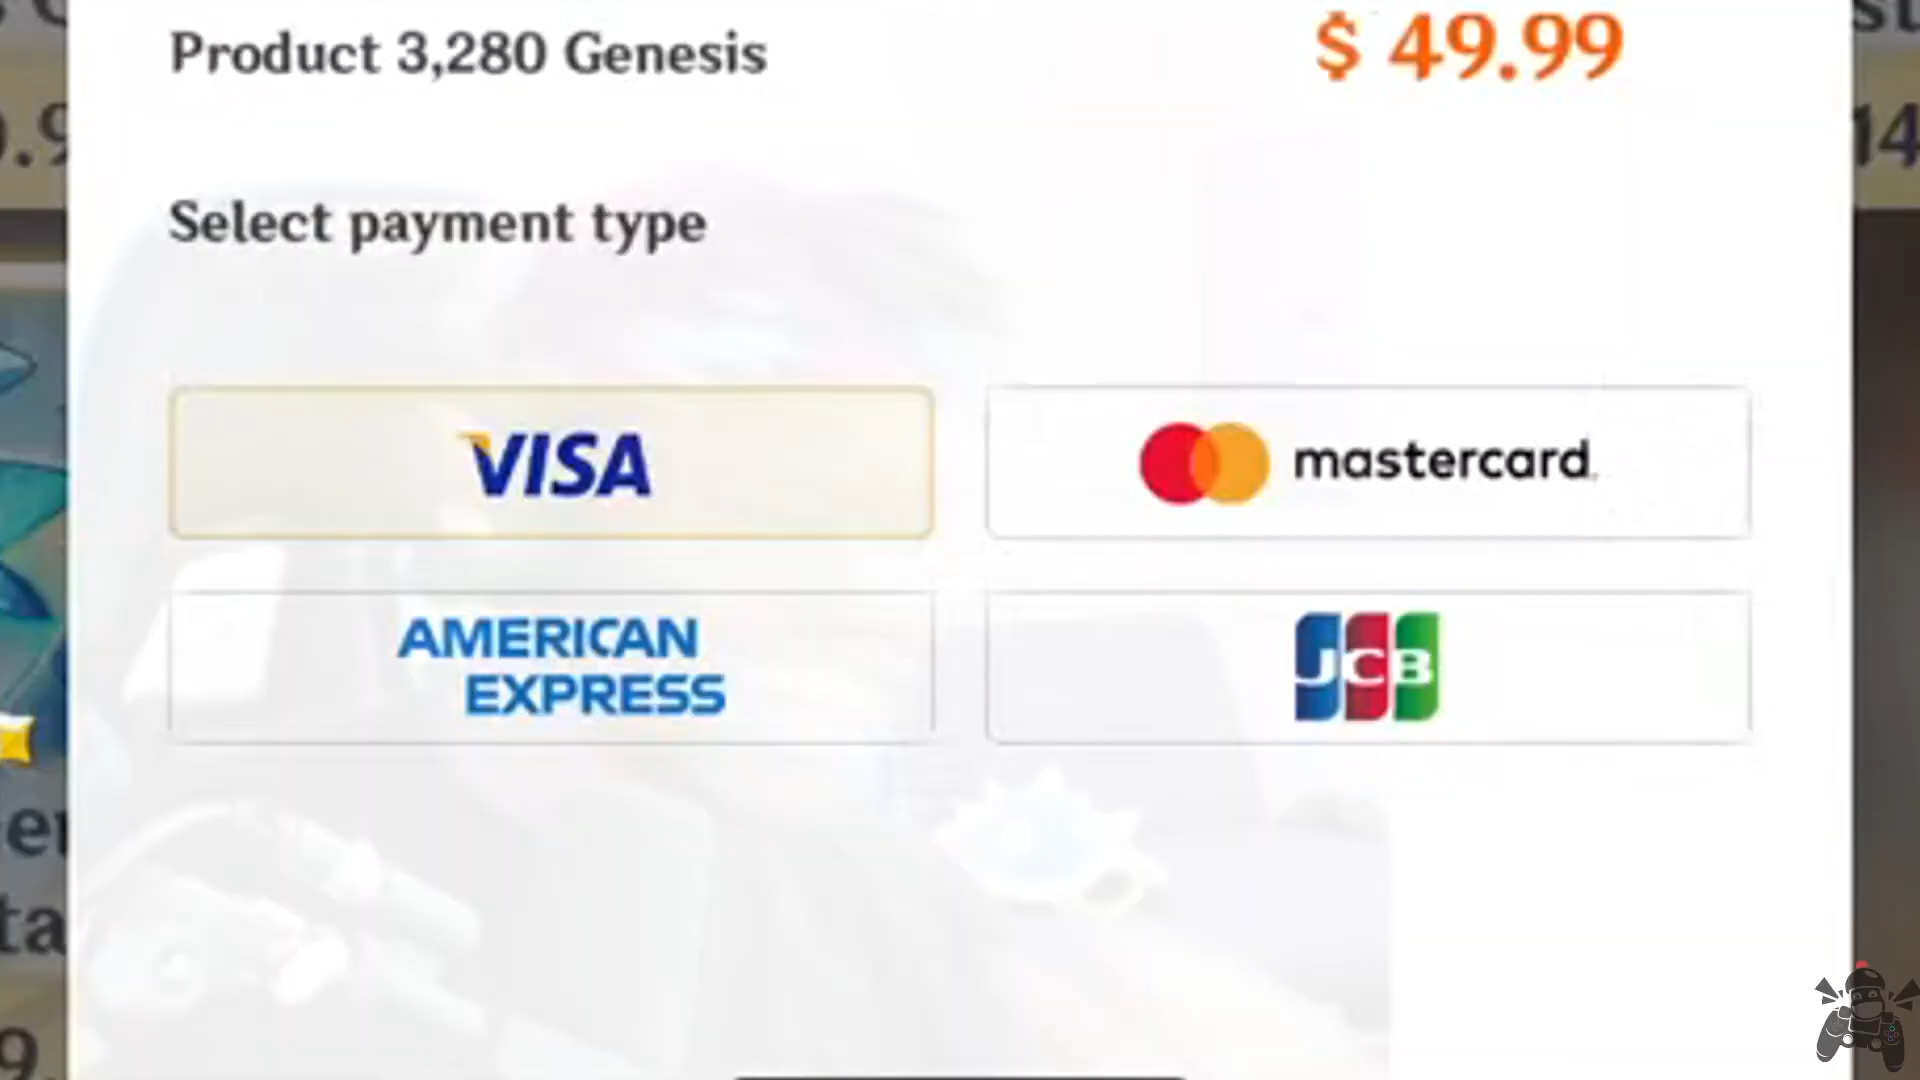 Product 3,280 Genesis
$ 49.99
Select payment type
VISA
mastercard
AMERICAN
EXPRESS
JCB